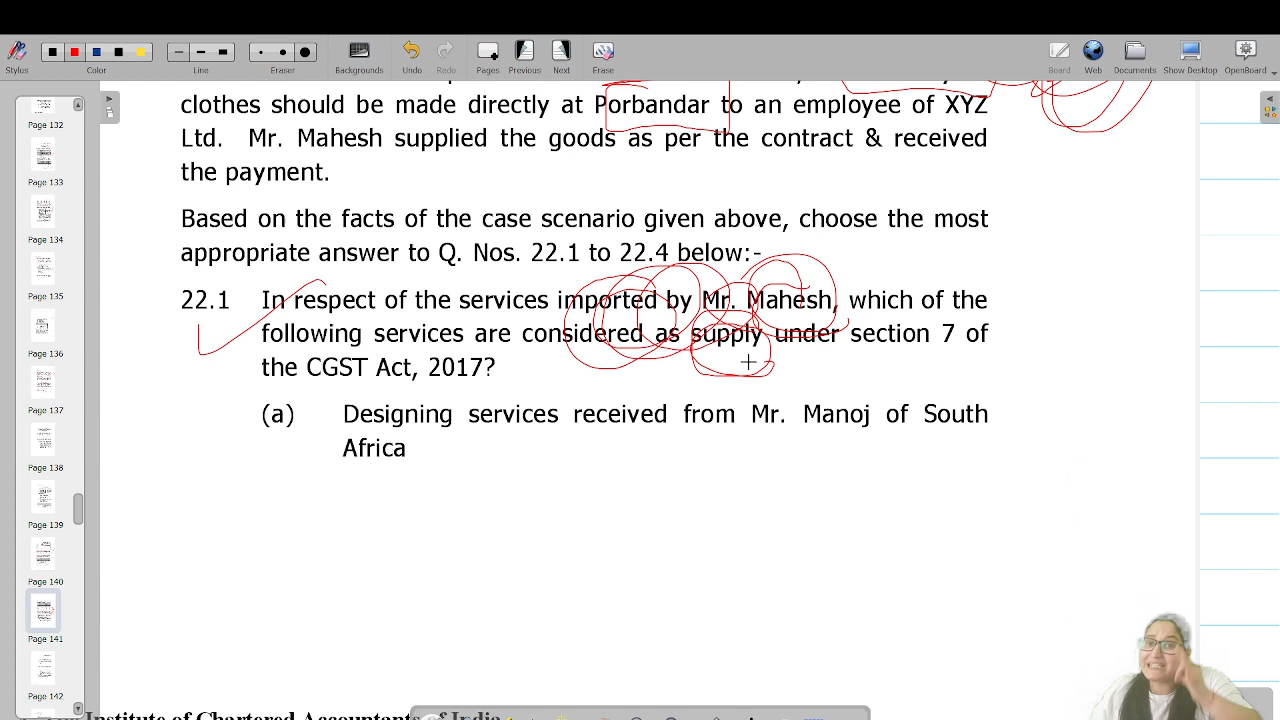 Stylus
Color
Line
Eraser
Backgrounds
Undo
Redo
Pages
Previous
Next
Erase
Board
Web
Documents
Show Desktop
OpenBoard
Page 132
Page 133
Page 134
Page 135
Page 136
Page 137
Page 138
Page 139
Page 140
Page 141
Page 142
clothes should be made directly at Porbandar to an employee of XYZ
Ltd. Mr. Mahesh supplied the goods as per the contract & received
the payment.
Based on the facts of the case scenario given above, choose the most
appropriate answer to Q. Nos. 22.1 to 22.4 below:-
22.1 In respect of the services imported by Mr. Mahesh, which of the
following services are considered as supply under section 7 of
the CGST Act, 2017?
(a) Designing services received from Mr. Manoj of South
Africa
Institute of Chartered Accountants of India